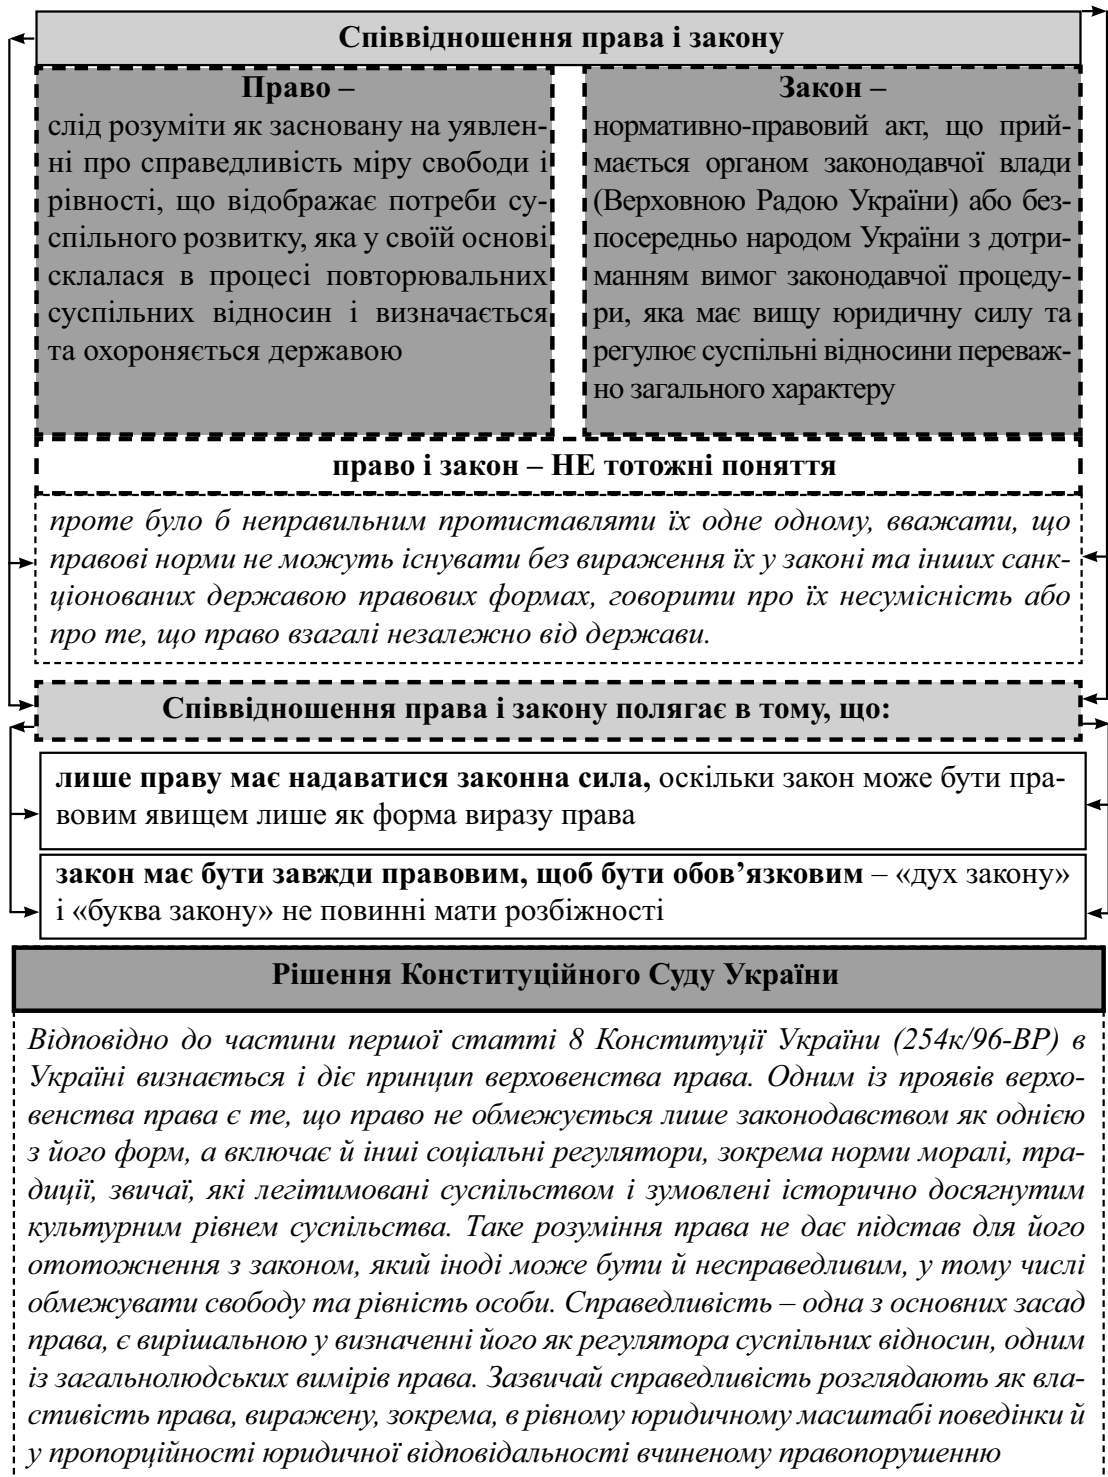 Співвідношення права і закону
Право –
слід розуміти як засновану на уявлен-
ні про справедливість міру свободи і
рівності, що відображає потреби су-
спільного розвитку, яка у своїй основі
склалася в процесі повторювальних
суспільних відносин і визначається
та охороняється державою
Закон –
нормативно-правовий акт, що прий-
мається органом законодавчої влади
(Верховною Радою України) або без-
посередньо народом України з дотри-
манням вимог законодавчої процеду-
ри, яка має вищу юридичну силу та
регулює суспільні відносини переваж-
но загального характеру
право і закон – НЕ тотожні поняття
проте було б неправильним протиставляти їх одне одному, вважати, що
правові норми не можуть існувати без вираження їх у законі та інших санк-
ціонованих державою правових формах, говорити про їх несумісність або
про те, що право взагалі незалежно від держави.
Співвідношення права і закону полягає в тому, що:
лише праву має надаватися законна сила, оскільки закон може бути пра-
вовим явищем лише як форма виразу права
закон має бути завжди правовим, щоб бути обов’язковим – «дух закону»
і «буква закону» не повинні мати розбіжності
Рішення Конституційного Суду України
Відповідно до частини першої статті 8 Конституції України (254к/96-ВР) в
Україні визнається і діє принцип верховенства права. Одним із проявів верхо-
венства права є те, що право не обмежується лише законодавством як однією
з його форм, а включає й інші соціальні регулятори, зокрема норми моралі, тра-
диції, звичаї, які легітимовані суспільством і зумовлені історично досягнутим
культурним рівнем суспільства. Таке розуміння права не дає підстав для його
ототожнення з законом, який іноді може бути й несправедливим, у тому числі
обмежувати свободу та рівність особи. Справедливість – одна з основних засад
права, є вирішальною у визначенні його як регулятора суспільних відносин, одним
із загальнолюдських вимірів права. Зазвичай справедливість розглядають як вла-
стивість права, виражену, зокрема, в рівному юридичному масштабі поведінки й
у пропорційності юридичної відповідальності вчиненому правопорушенню